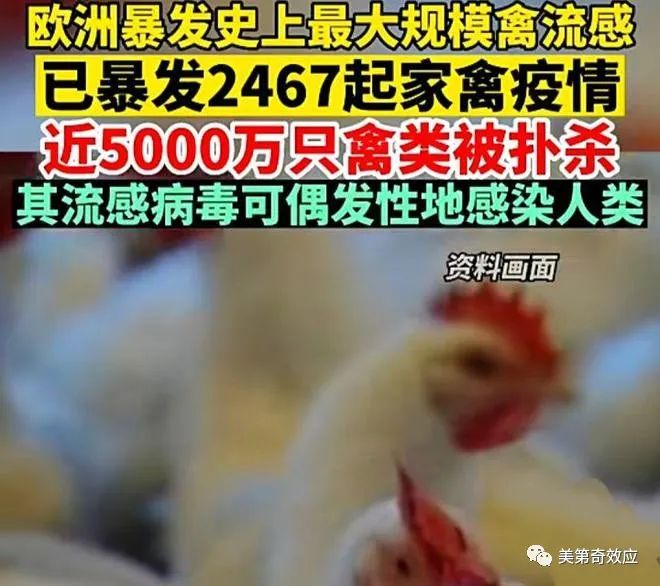 欧洲暴发史上最大规模禽流感
已暴发2467起家禽疫情
近5000万只禽类被扑杀
其流感病毒可偶发性地感染人类
资料画面
美第奇效应